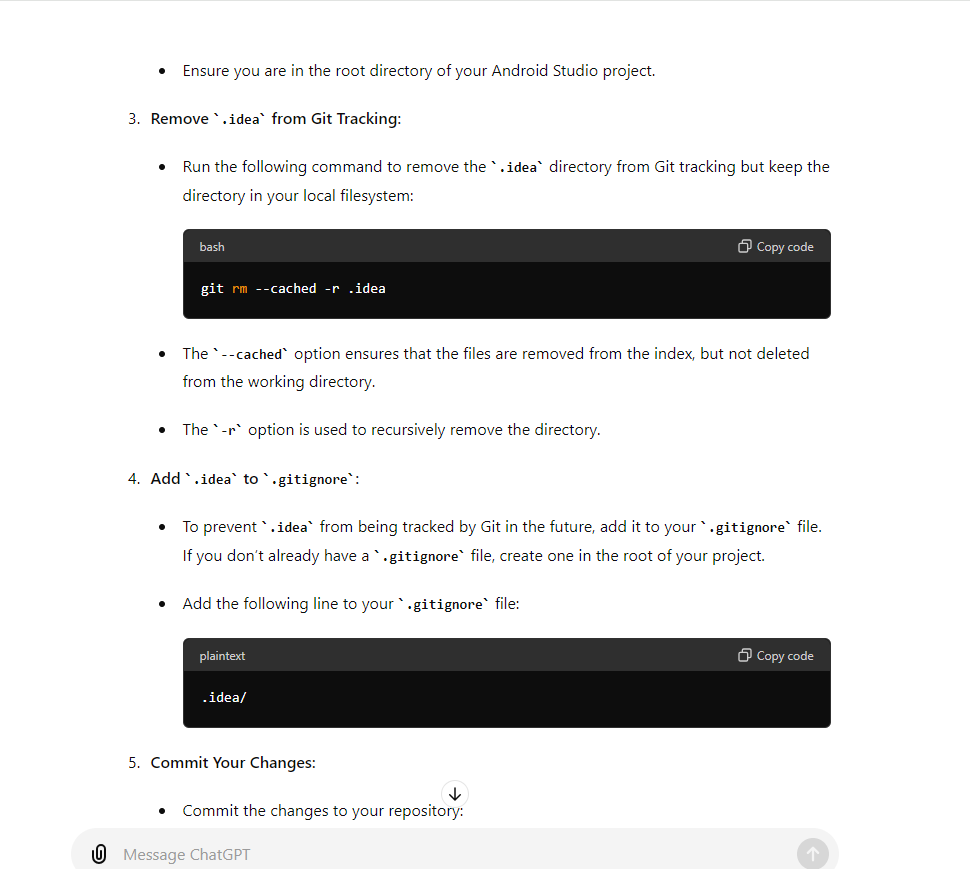 • Ensure you are in the root directory of your Android Studio project.
3. Remove `.idea` from Git Tracking:
• Run the following command to remove the `.idea` directory from Git tracking but keep the
directory in your local filesystem:
bash Copy code
git rm --cached -r .idea
• The `--cached` option ensures that the files are removed from the index, but not deleted
from the working directory.
• The `-r` option is used to recursively remove the directory.
4. Add `.idea` to `.gitignore`:
• To prevent `.idea` from being tracked by Git in the future, add it to your `.gitignore` file.
If you don't already have a `.gitignore` file, create one in the root of your project.
• Add the following line to your `.gitignore` file:
plaintext Copy code
.idea/
5. Commit Your Changes:
• Commit the changes to your repository:
Message ChatGPT